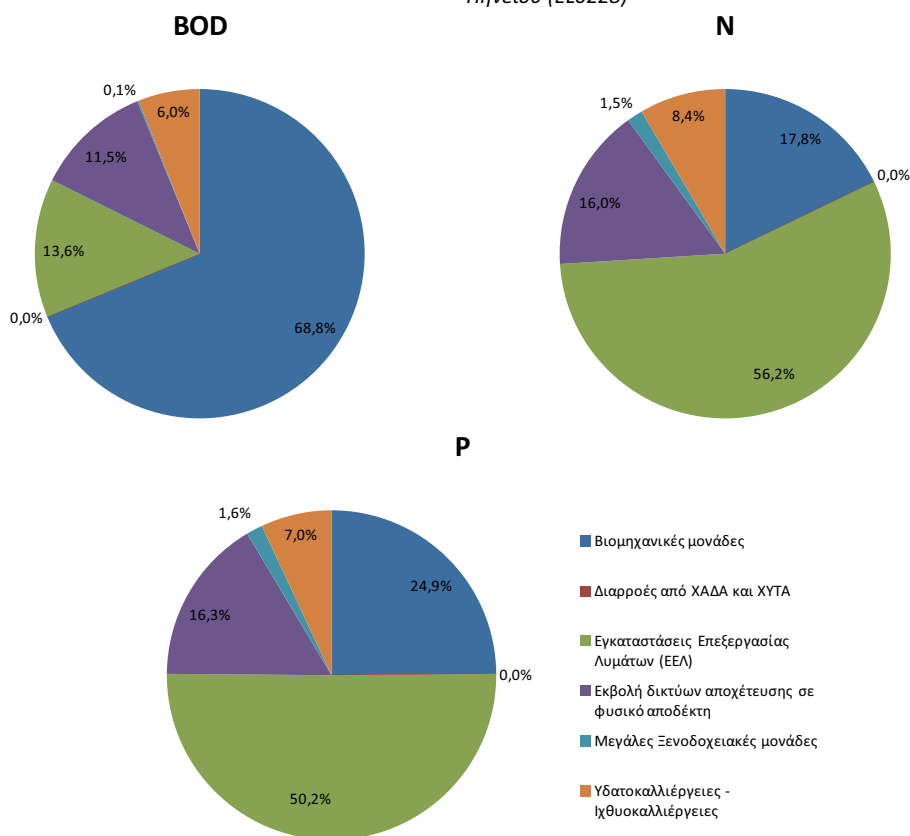 BOD
N
0,1%
6,0%
11,5%
13,6%
0,0%
68,8%
1,5%
8,4%
17,8%
0,0%
16,0%
56,2%
P
1,6%
7,0%
24,9%
16,3%
0,0%
50,2%
Βιομηχανικές μονάδες
Διαρροές από ΧΑΔΑ και ΧΥΤΑ
Εγκαταστάσεις Επεξεργασίας
Λυμάτων (ΕΕΛ)
Εκβολή δικτύων αποχέτευσης σε
φυσικό αποδέκτη
Μεγάλες Ξενοδοχειακές μονάδες
Υδατοκαλλιέργειες -
Ιχθυοκαλλιέργειες